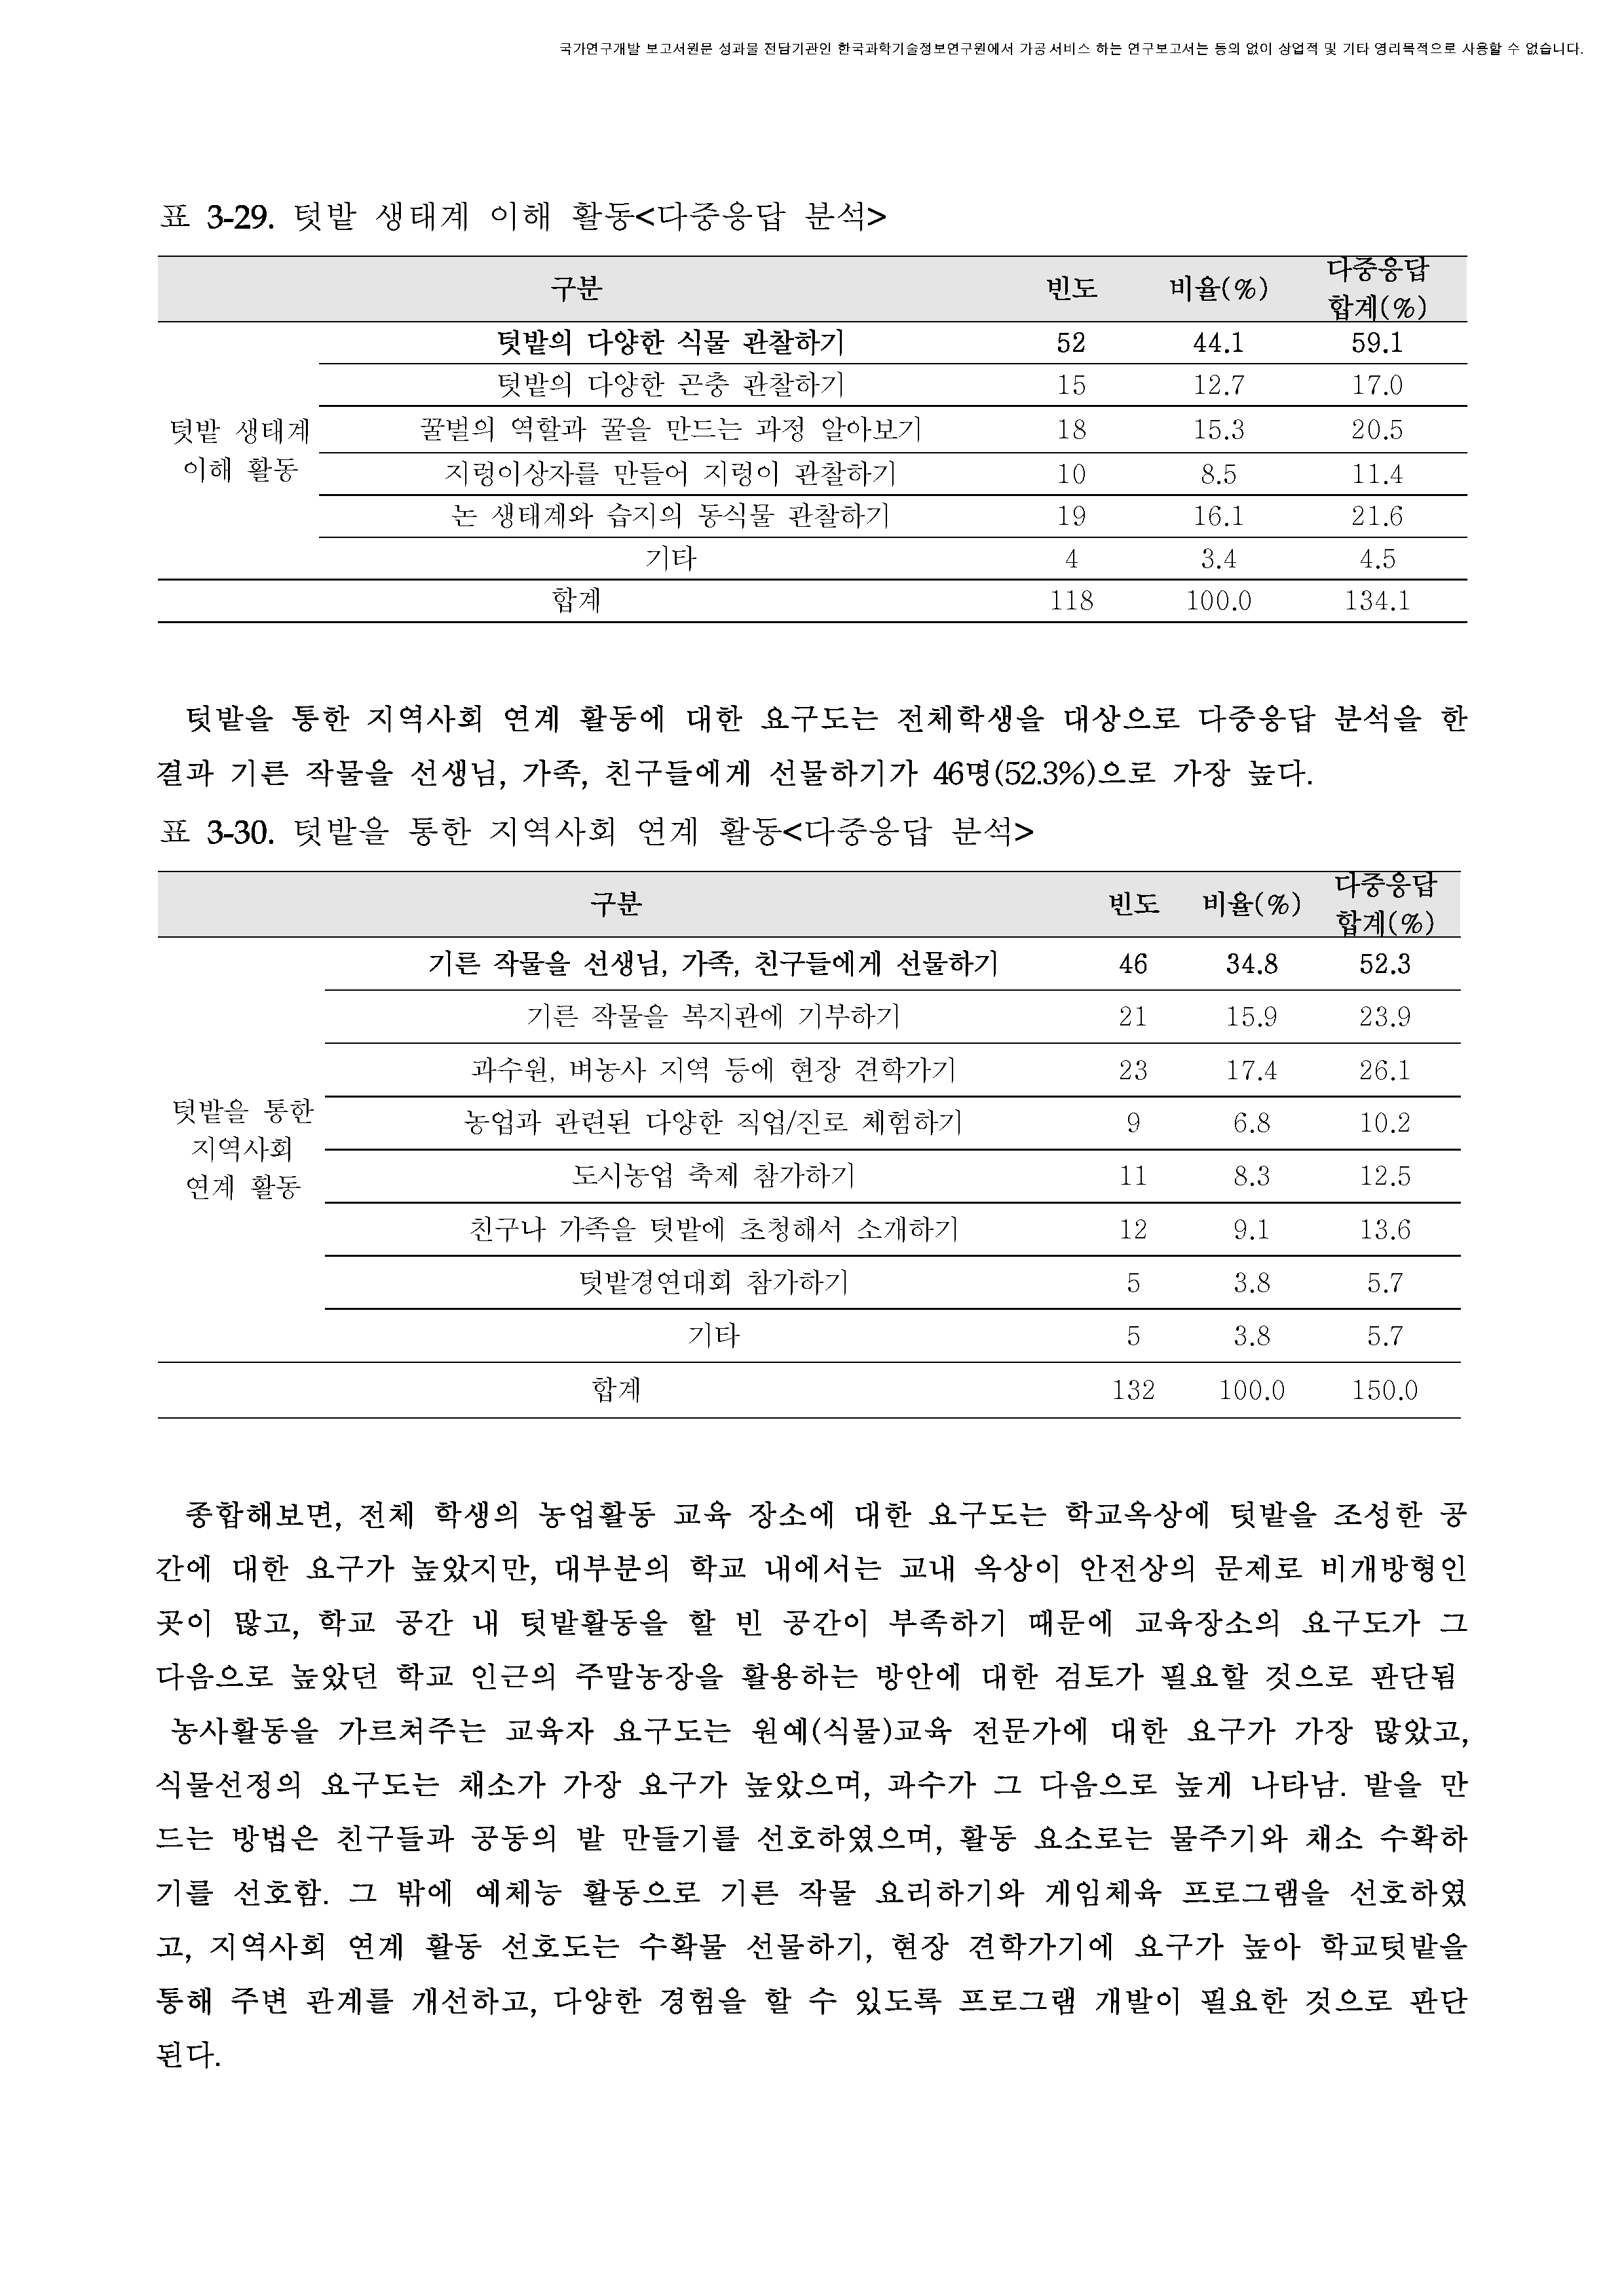 국가연구개발 보고서원문 성과물 전담기관인 한국과학기술정보연구원에서 가공·서비스 하는 연구보고서는 동의 없이 상업적 및 기타 영리목적으로 사용할 수 없습니다.
표 3-29. 텃밭 생태계 이해 활동<다중응답 분석>
구분 빈도 비율(%) 다중응답
합계(%)
텃밭의 다양한 식물 관찰하기 52 44.1 59.1
텃밭의 다양한 곤충 관찰하기 15 12.7 17.0
텃밭 생태계
이해 활동
꿀벌의 역할과 꿀을 만드는 과정 알아보기 18 15.3 20.5
지렁이상자를 만들어 지렁이 관찰하기 10 8.5 11.4
논 생태계와 습지의 동식물 관찰하기 19 16.1 21.6
기타 4 3.4 4.5
합계 118 100.0 134.1
텃밭을 통한 지역사회 연계 활동에 대한 요구도는 전체학생을 대상으로 다중응답 분석을 한
결과 기른 작물을 선생님, 가족, 친구들에게 선물하기가 46명(52.3%)으로 가장 높다.
표 3-30. 텃밭을 통한 지역사회 연계 활동<다중응답 분석>
구분 빈도 비율(%) 다중응답
합계(%)
기른 작물을 선생님, 가족, 친구들에게 선물하기 46 34.8 52.3
기른 작물을 복지관에 기부하기 21 15.9 23.9
과수원, 벼농사 지역 등에 현장 견학가기 23 17.4 26.1
텃밭을 통한
지역사회
연계 활동
농업과 관련된 다양한 직업/진로 체험하기 9 6.8 10.2
도시농업 축제 참가하기 11 8.3 12.5
친구나 가족을 텃밭에 초청해서 소개하기 12 9.1 13.6
텃밭경연대회 참가하기 5 3.8 5.7
기타 5 3.8 5.7
합계 132 100.0 150.0
종합해보면, 전체 학생의 농업활동 교육 장소에 대한 요구도는 학교옥상에 텃밭을 조성한 공
간에 대한 요구가 높았지만, 대부분의 학교 내에서는 교내 옥상이 안전상의 문제로 비개방형인
곳이 많고, 학교 공간 내 텃밭활동을 할 빈 공간이 부족하기 때문에 교육장소의 요구도가 그
다음으로 높았던 학교 인근의 주말농장을 활용하는 방안에 대한 검토가 필요할 것으로 판단됨
농사활동을 가르쳐주는 교육자 요구도는 원예(식물)교육 전문가에 대한 요구가 가장 많았고,
식물선정의 요구도는 채소가 가장 요구가 높았으며, 과수가 그 다음으로 높게 나타남. 밭을 만
드는 방법은 친구들과 공동의 밭 만들기를 선호하였으며, 활동 요소로는 물주기와 채소 수확하
기를 선호함. 그 밖에 예체능 활동으로 기른 작물 요리하기와 게임체육 프로그램을 선호하였
고, 지역사회 연계 활동 선호도는 수확물 선물하기, 현장 견학가기에 요구가 높아 학교텃밭을
통해 주변 관계를 개선하고, 다양한 경험을 할 수 있도록 프로그램 개발이 필요한 것으로 판단
된다.